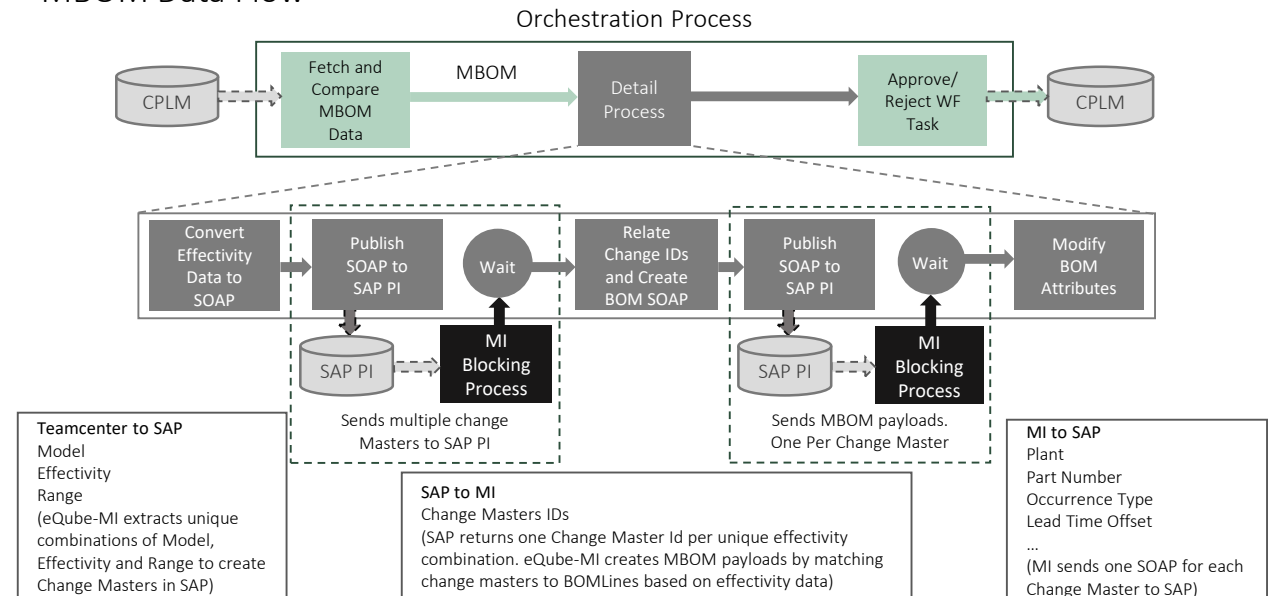 MBOM Data Flow
Orchestration Process
CPLM
Fetch and
Compare
MBOM
Data
MBOM
Detail
Process
Approve/
Reject WF
Task
CPLM
Convert
Effectivity
Data to
SOAP
Publish
SOAP to
SAP PI
Wait
Relate
Change IDs
and Create
BOM SOAP
Publish
SOAP to
SAP PI
Wait
Modify
BOM
Attributes
SAP PI
MI
Blocking
Process
SAP PI
MI
Blocking
Process
Sends multiple change
Masters to SAP PI
Sends MBOM payloads.
One Per Change Master
Teamcenter to SAP
Model
Effectivity
Range
(eQube-MI extracts unique
combinations of Model,
Effectivity and Range to create
Change Masters in SAP)
SAP to MI
Change Masters IDs
(SAP returns one Change Master Id per unique effectivity
combination. eQube-MI creates MBOM payloads by matching
change masters to BOMLines based on effectivity data)
MI to SAP
Plant
Part Number
Occurrence Type
Lead Time Offset
...
(MI sends one SOAP for each
Change Master to SAP)